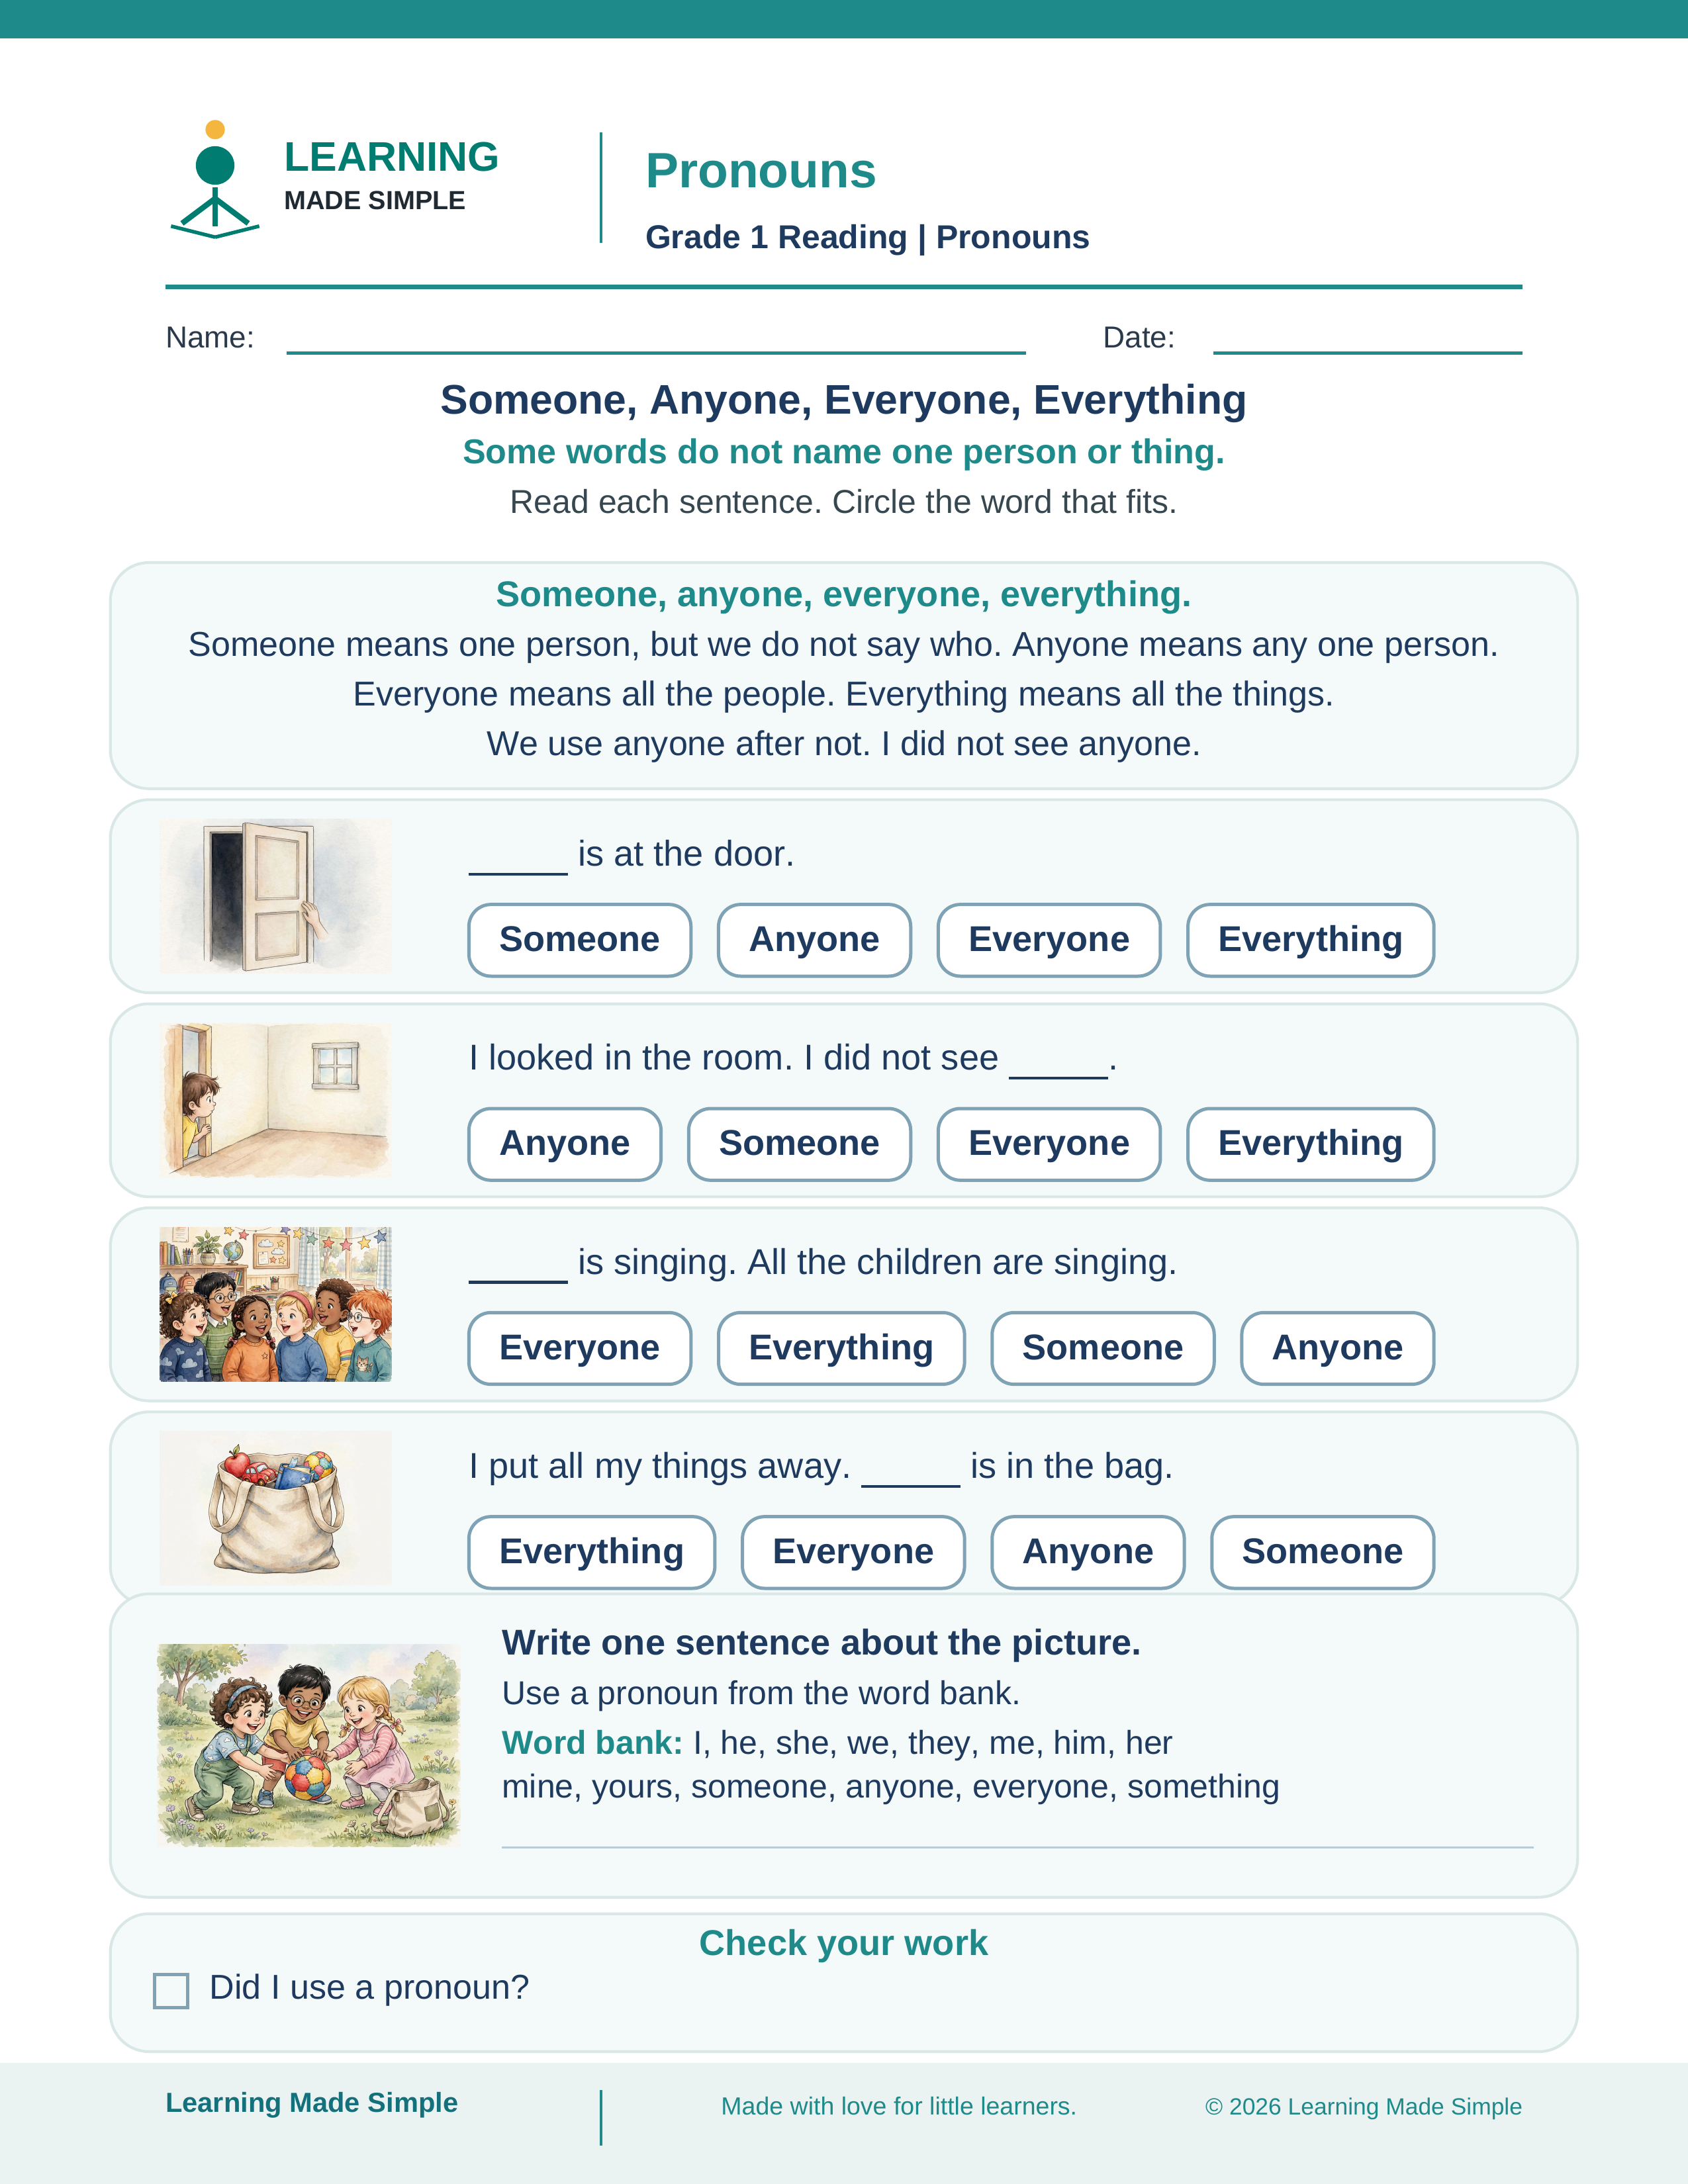 LEARNING
MADE SIMPLE
Pronouns
Grade 1 Reading | Pronouns
Name:
Date:
Someone, Anyone, Everyone, Everything
Some words do not name one person or thing.
Read each sentence. Circle the word that fits.
Someone, anyone, everyone, everything.
Someone means one person, but we do not say who. Anyone means any one person.
Everyone means all the people. Everything means all the things.
We use anyone after not. I did not see anyone.
_____ is at the door.
Someone Anyone Everyone Everything
I looked in the room. I did not see _____.
Anyone Someone Everyone Everything
_____ is singing. All the children are singing.
Everyone Everything Someone Anyone
I put all my things away. _____ is in the bag.
Everything Everyone Anyone Someone
Write one sentence about the picture.
Use a pronoun from the word bank.
Word bank: I, he, she, we, they, me, him, her
mine, yours, someone, anyone, everyone, something
Check your work
Did I use a pronoun?
Learning Made Simple
Made with love for little learners.
© 2026 Learning Made Simple